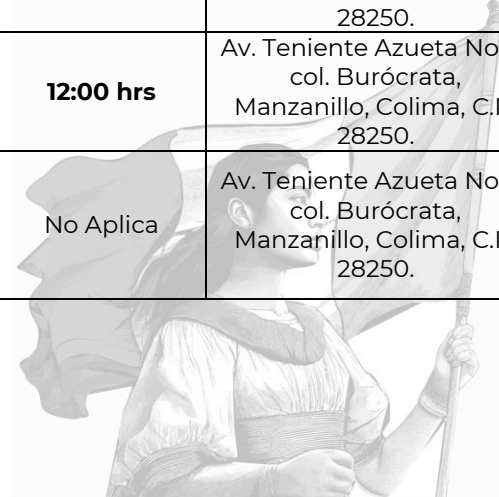 28250.
Av. Teniente Azueta No
12:00 hrs
col. Burócrata,
Manzanillo, Colima, C.P
28250.
Av. Teniente Azueta No
No Aplica
col. Burócrata,
Manzanillo, Colima, C.P
28250.